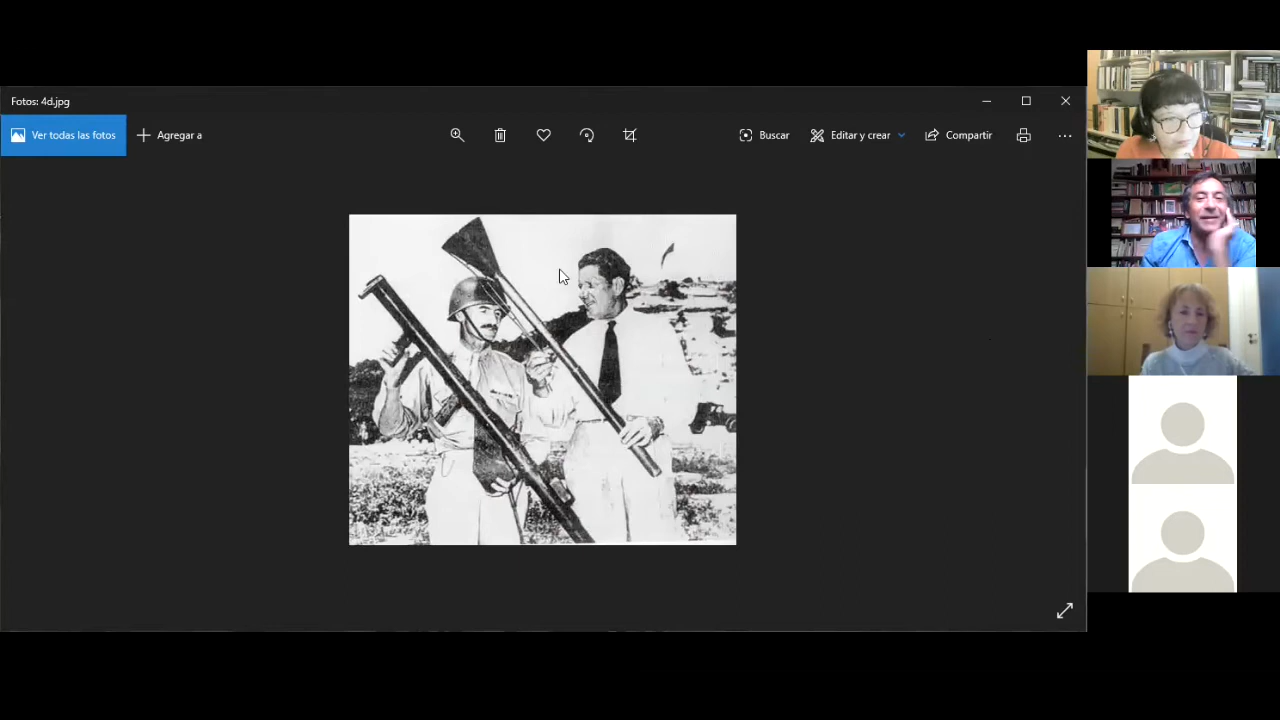 Fotos: 4d.jpg
Ver todas las fotos
Agregar a
Buscar
Editar y crear
Compartir